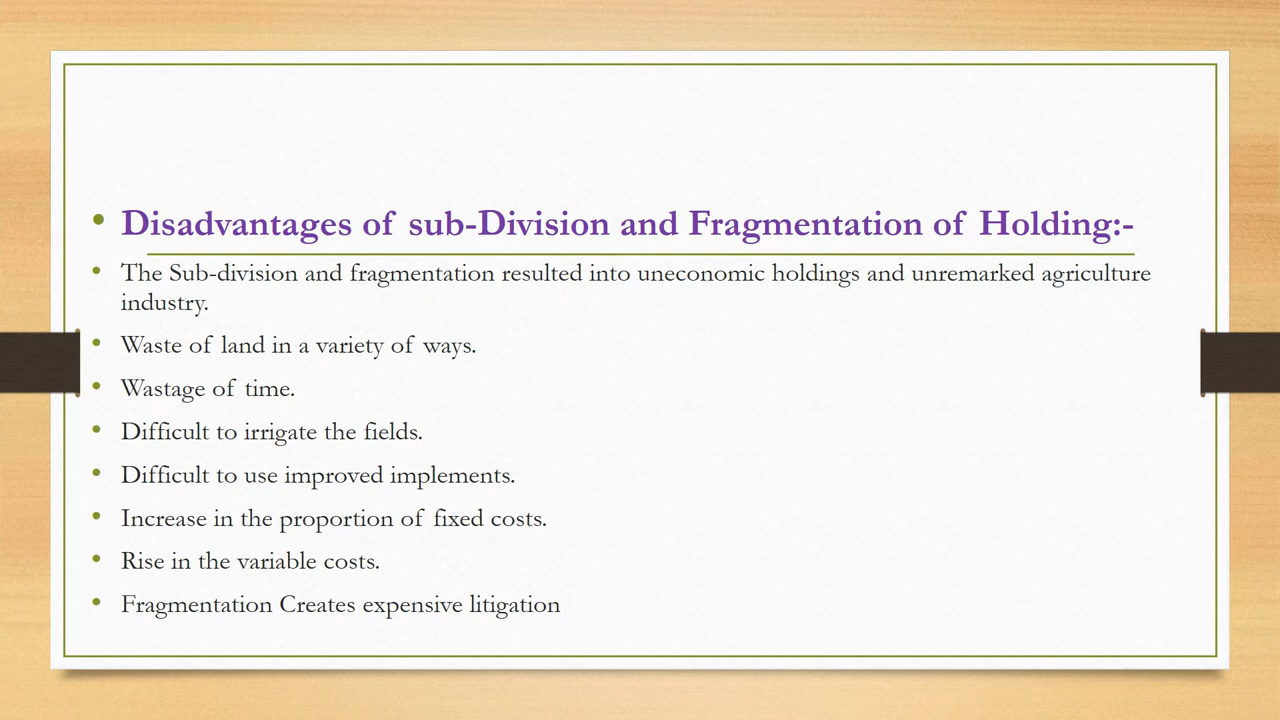 • Disadvantages of sub-Division and Fragmentation of Holding:-
• The Sub-division and fragmentation resulted into uneconomic holdings and unremarked agriculture
industry.
• Waste of land in a variety of ways.
• Wastage of time.
• Difficult to irrigate the fields.
• Difficult to use improved implements.
• Increase in the proportion of fixed costs.
• Rise in the variable costs.
• Fragmentation Creates expensive litigation